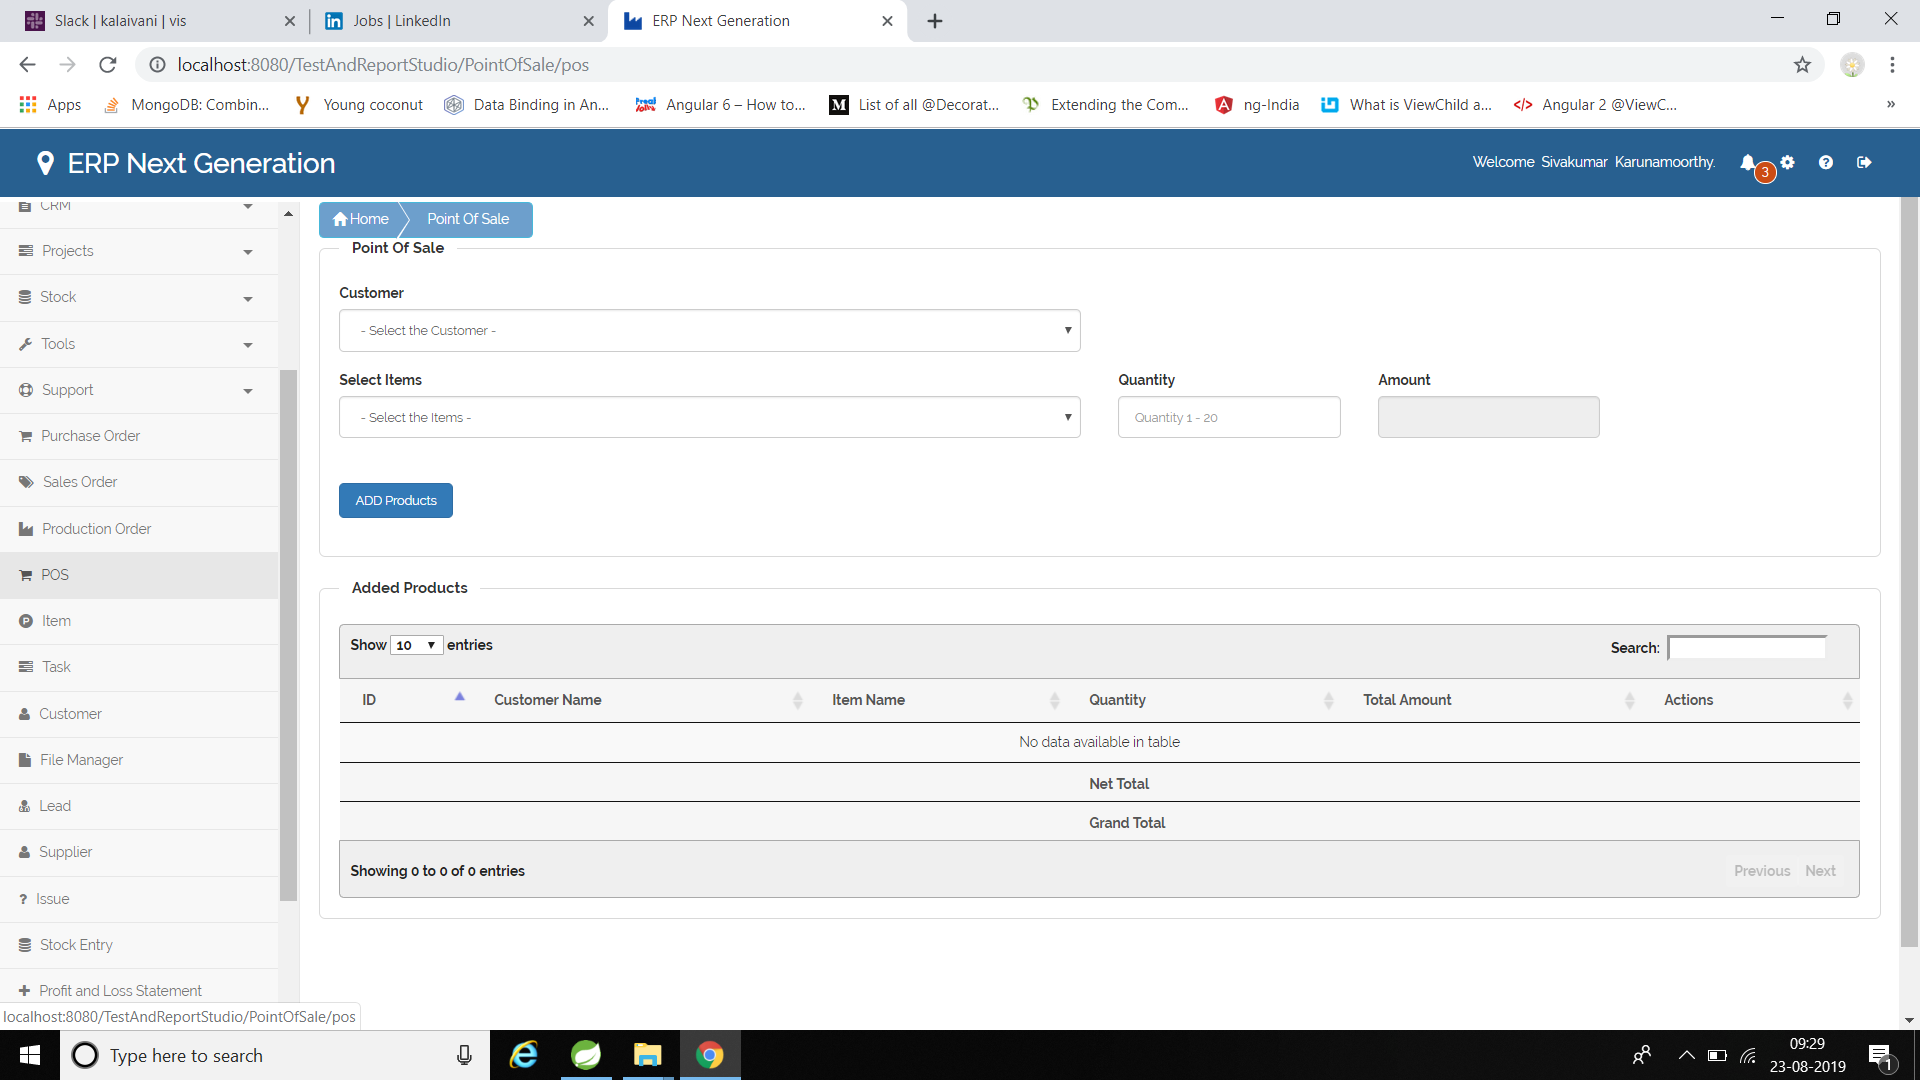 Slack | kalaivani | vis
Jobs | LinkedIn
ERP Next Generation
localhost:8080/TestAndReportStudio/PointOfSale/pos
Apps
MongoDB: Combin...
Young coconut
Data Binding in An...
Angular 6 – How to...
List of all @Decorat...
Extending the Com...
ng-India
What is ViewChild a...
Angular 2 @ViewC...
ERP Next Generation
Welcome Sivakumar Karunamoorthy.
3
CRM
Projects
Stock
Tools
Support
Purchase Order
Sales Order
Production Order
POS
Item
Task
Customer
File Manager
Lead
Supplier
Issue
Stock Entry
Profit and Loss Statement
Home
Point Of Sale
Point Of Sale
Customer
- Select the Customer -
Select Items
Quantity
Amount
- Select the Items -
Quantity 1 - 20
ADD Products
Added Products
Show 10 entries
Search:
ID
Customer Name
Item Name
Quantity
Total Amount
Actions
No data available in table
Net Total
Grand Total
Showing 0 to 0 of 0 entries
Previous
Next
localhost:8080/TestAndReportStudio/PointOfSale/pos
Type here to search
09:29
23-08-2019
1